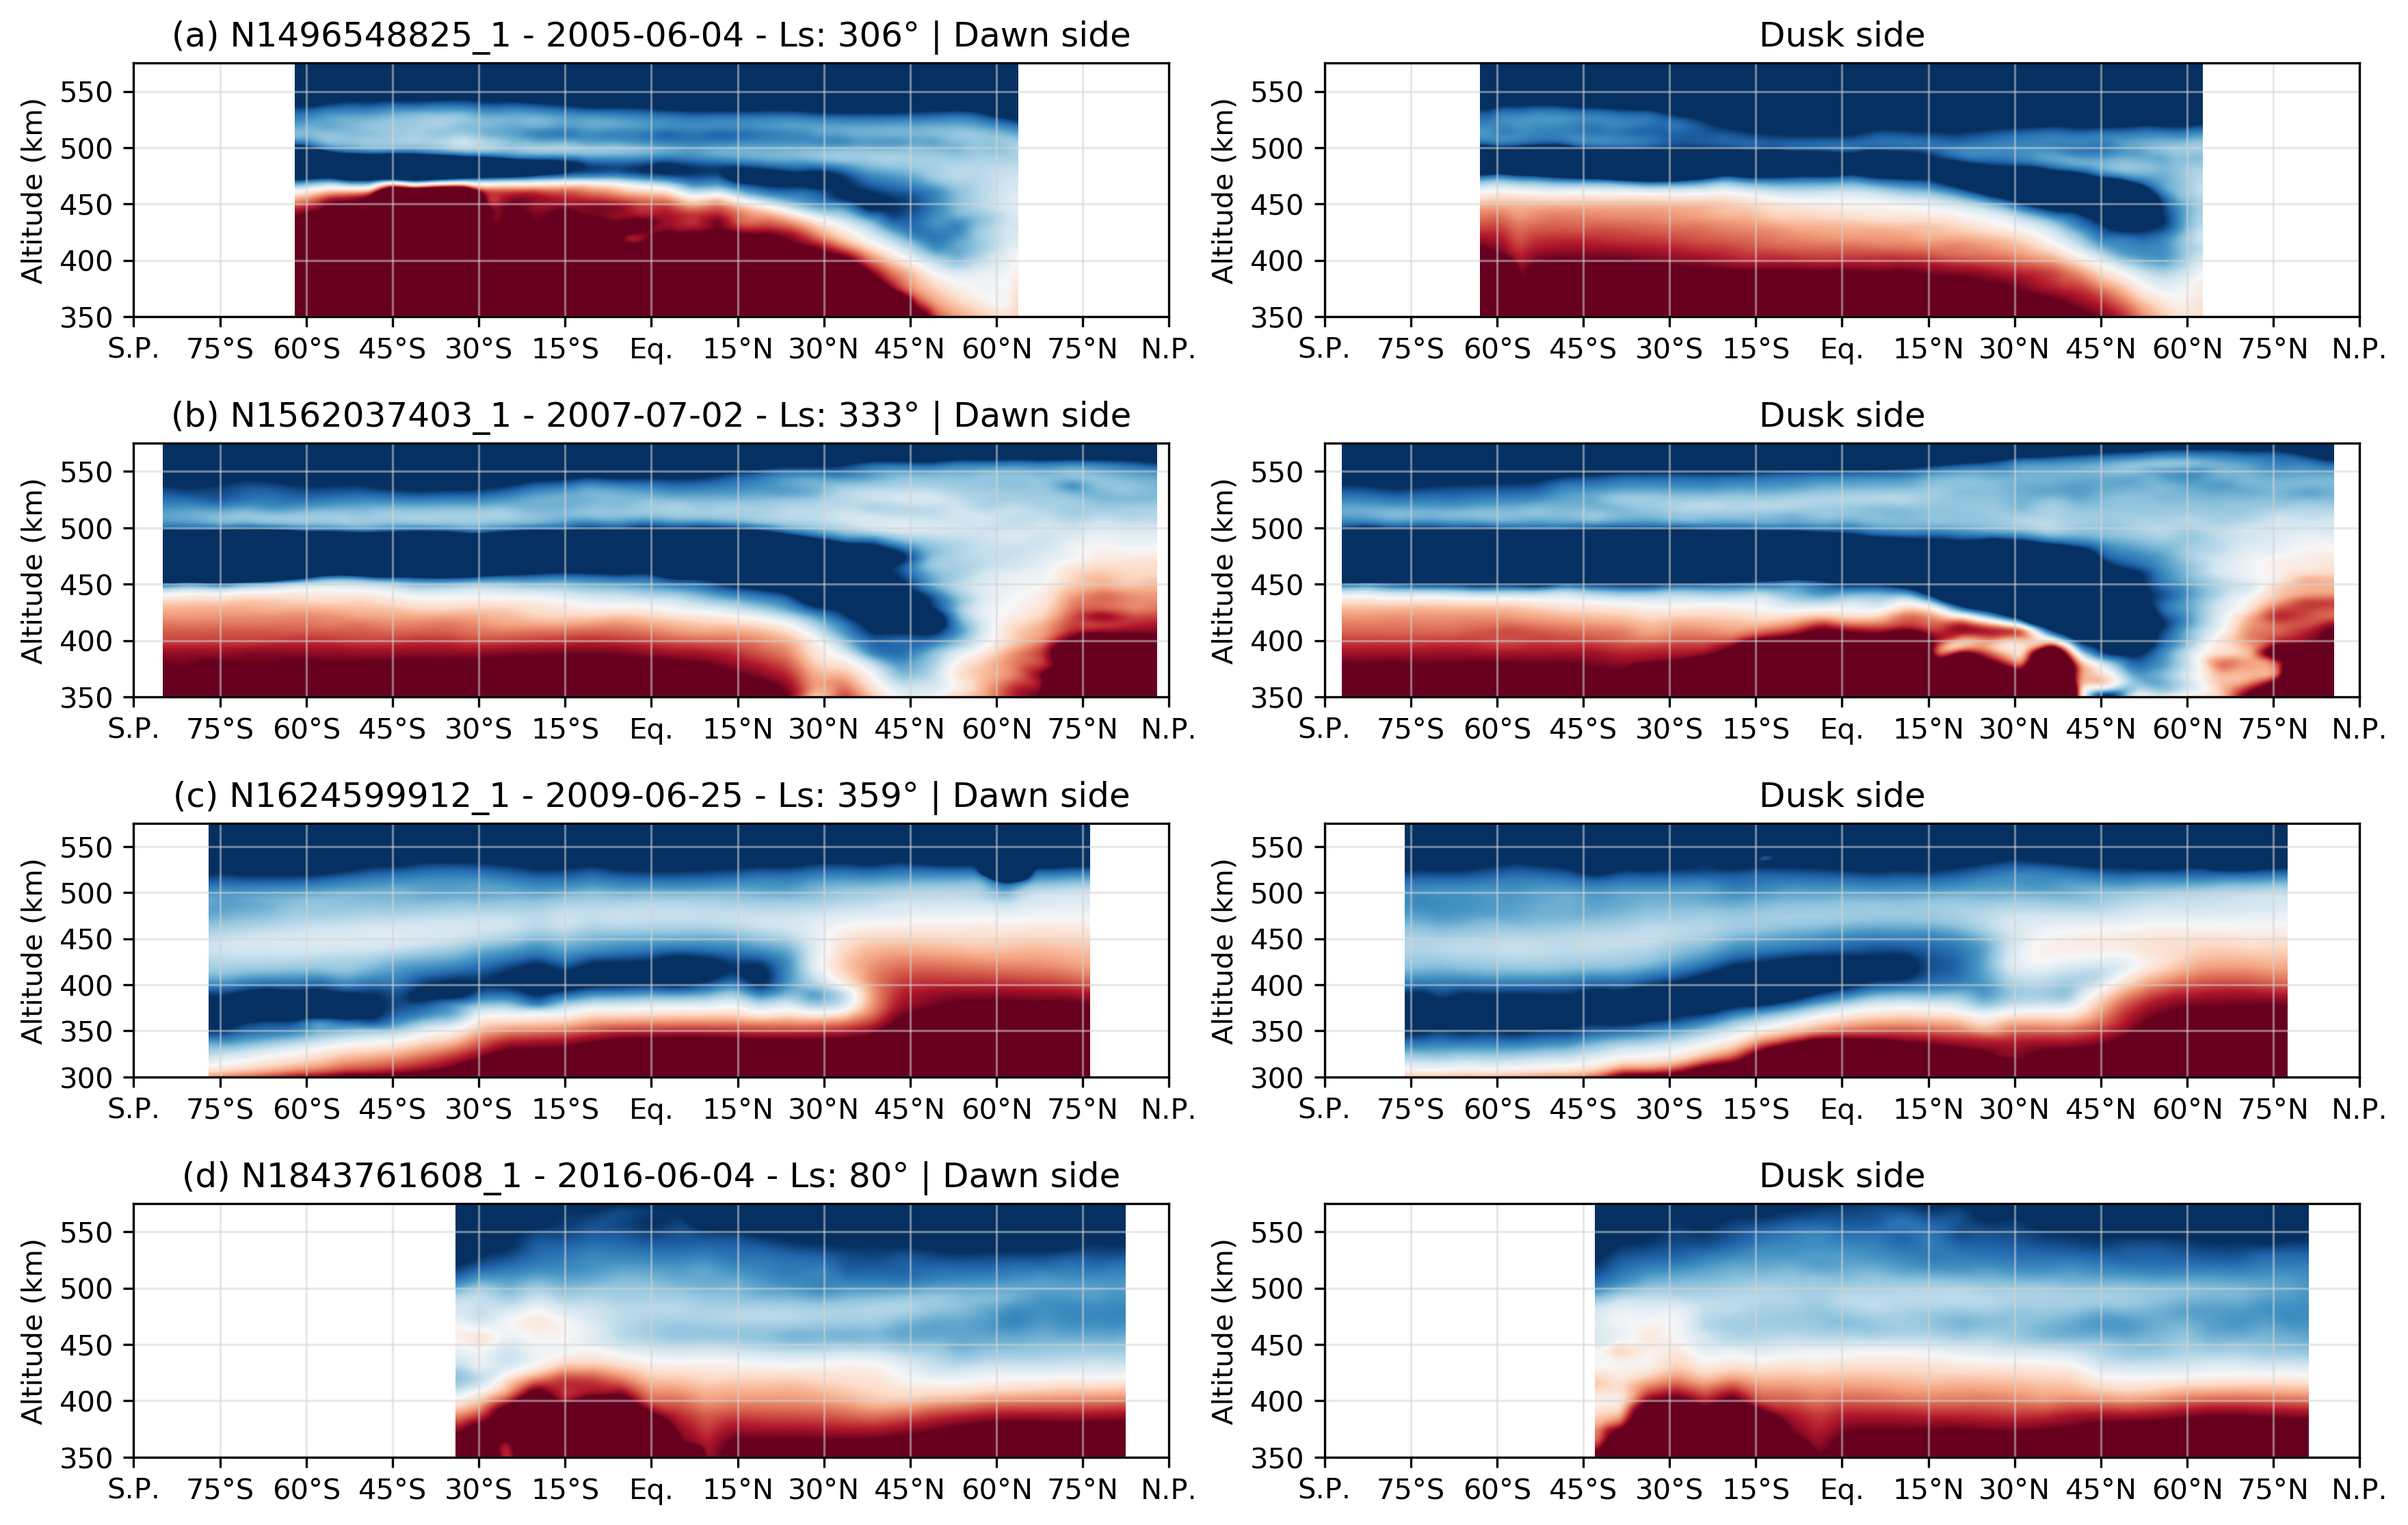 (a) N1496548825_1 - 2005-06-04 - Ls: 306° | Dawn side
Dusk side
Altitude (km)
550
500
450
400
350
S.P. 75°S 60°S 45°S 30°S 15°S Eq. 15°N 30°N 45°N 60°N 75°N N.P.
Altitude (km)
550
500
450
400
350
S.P. 75°S 60°S 45°S 30°S 15°S Eq. 15°N 30°N 45°N 60°N 75°N N.P.
(b) N1562037403_1 - 2007-07-02 - Ls: 333° | Dawn side
Dusk side
Altitude (km)
550
500
450
400
350
S.P. 75°S 60°S 45°S 30°S 15°S Eq. 15°N 30°N 45°N 60°N 75°N N.P.
Altitude (km)
550
500
450
400
350
S.P. 75°S 60°S 45°S 30°S 15°S Eq. 15°N 30°N 45°N 60°N 75°N N.P.
(c) N1624599912_1 - 2009-06-25 - Ls: 359° | Dawn side
Dusk side
Altitude (km)
550
500
450
400
350
300
S.P. 75°S 60°S 45°S 30°S 15°S Eq. 15°N 30°N 45°N 60°N 75°N N.P.
Altitude (km)
550
500
450
400
350
300
S.P. 75°S 60°S 45°S 30°S 15°S Eq. 15°N 30°N 45°N 60°N 75°N N.P.
(d) N1843761608_1 - 2016-06-04 - Ls: 80° | Dawn side
Dusk side
Altitude (km)
550
500
450
400
350
S.P. 75°S 60°S 45°S 30°S 15°S Eq. 15°N 30°N 45°N 60°N 75°N N.P.
Altitude (km)
550
500
450
400
350
S.P. 75°S 60°S 45°S 30°S 15°S Eq. 15°N 30°N 45°N 60°N 75°N N.P.